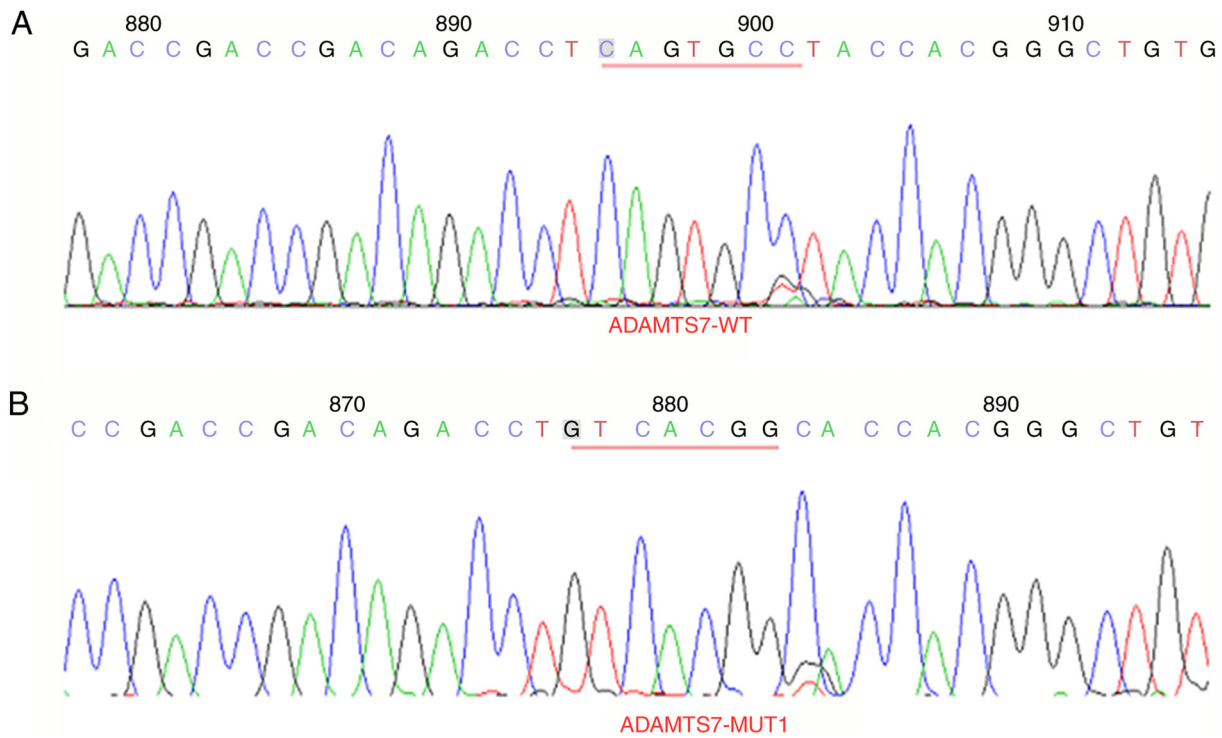 A
880 890 900 910
G A C C G A C C G A C A G A C C T C A G T G C C T A C C A C G G G C T G T G
ADAMTS7-WT
B
870 880 890
C C G A C C G A C A G A C C T G T C A C G G C A C C A C G G G C T G T
ADAMTS7-MUT1